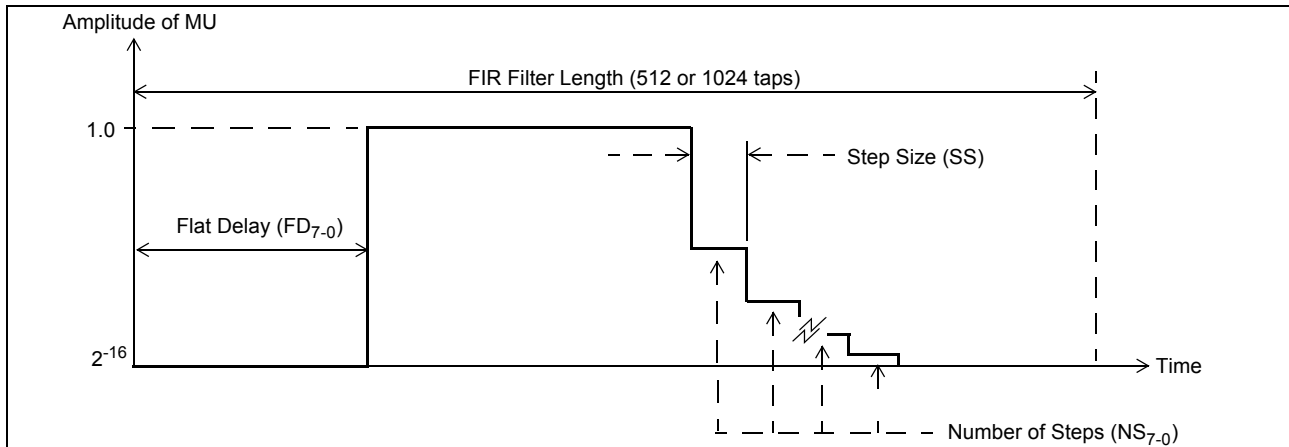 Amplitude of MU
FIR Filter Length (512 or 1024 taps)
1.0
Step Size (SS)
Flat Delay (FD7-0)
2-16
Time
Number of Steps (NS7-0)